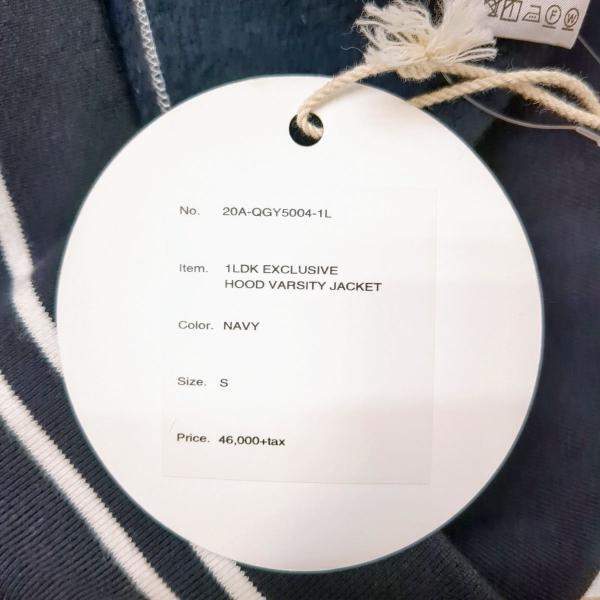 No. 20A-QGY5004-1L
Item. 1LDK EXCLUSIVE
HOOD VARSITY JACKET
Color. NAVY
Size. S
Price. 46,000+tax
F W